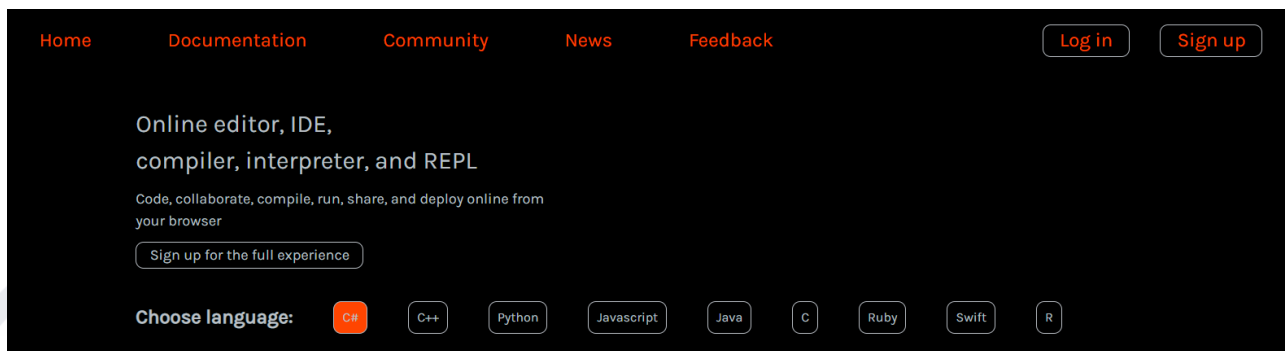 Home Documentation Community News Feedback Log in Sign up
Online editor, IDE,
compiler, interpreter, and REPL
Code, collaborate, compile, run, share, and deploy online from
your browser
Sign up for the full experience
Choose language: C# C++ Python Javascript Java C Ruby Swift R